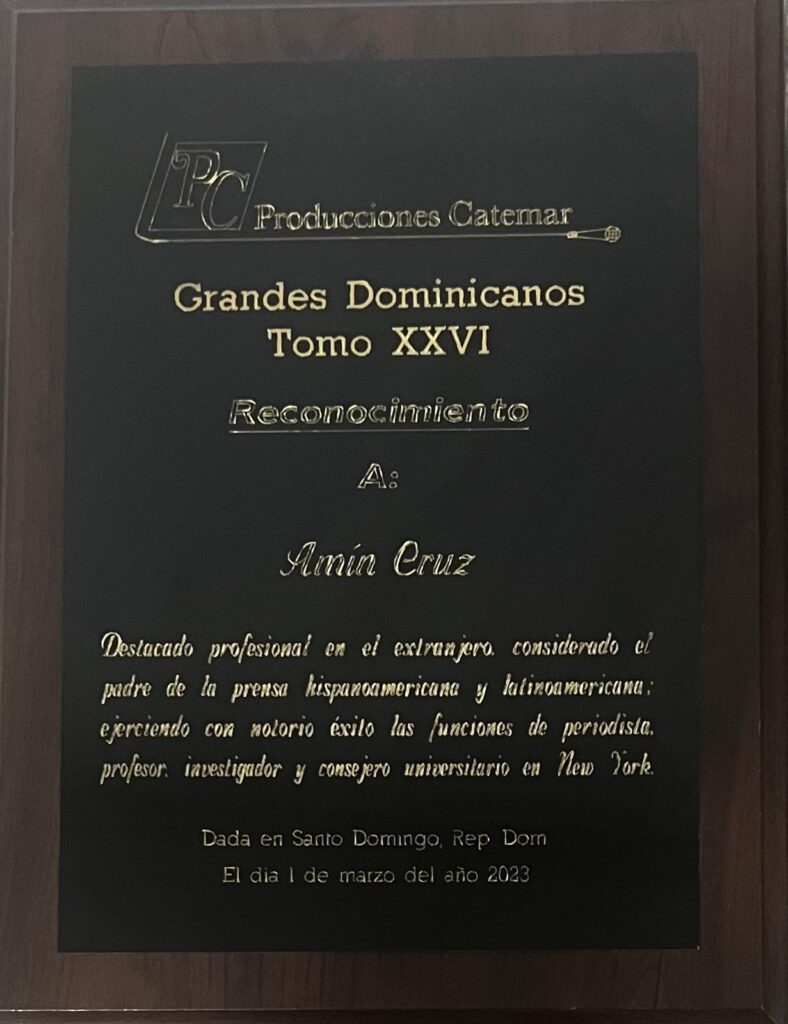 PC Producciones Catemar
Grandes Dominicanos
Tomo XXVI
Reconocimiento
A:
Amín Cruz
Destacado profesional en el extranjero, considerado el
padre de la prensa hispanoamericana y latinoamericana;
ejerciendo con notorio éxito las funciones de periodista,
profesor, investigador y consejero universitario en New York.
Dada en Santo Domingo, Rep Dom
El dia 1 de marzo del año 2023